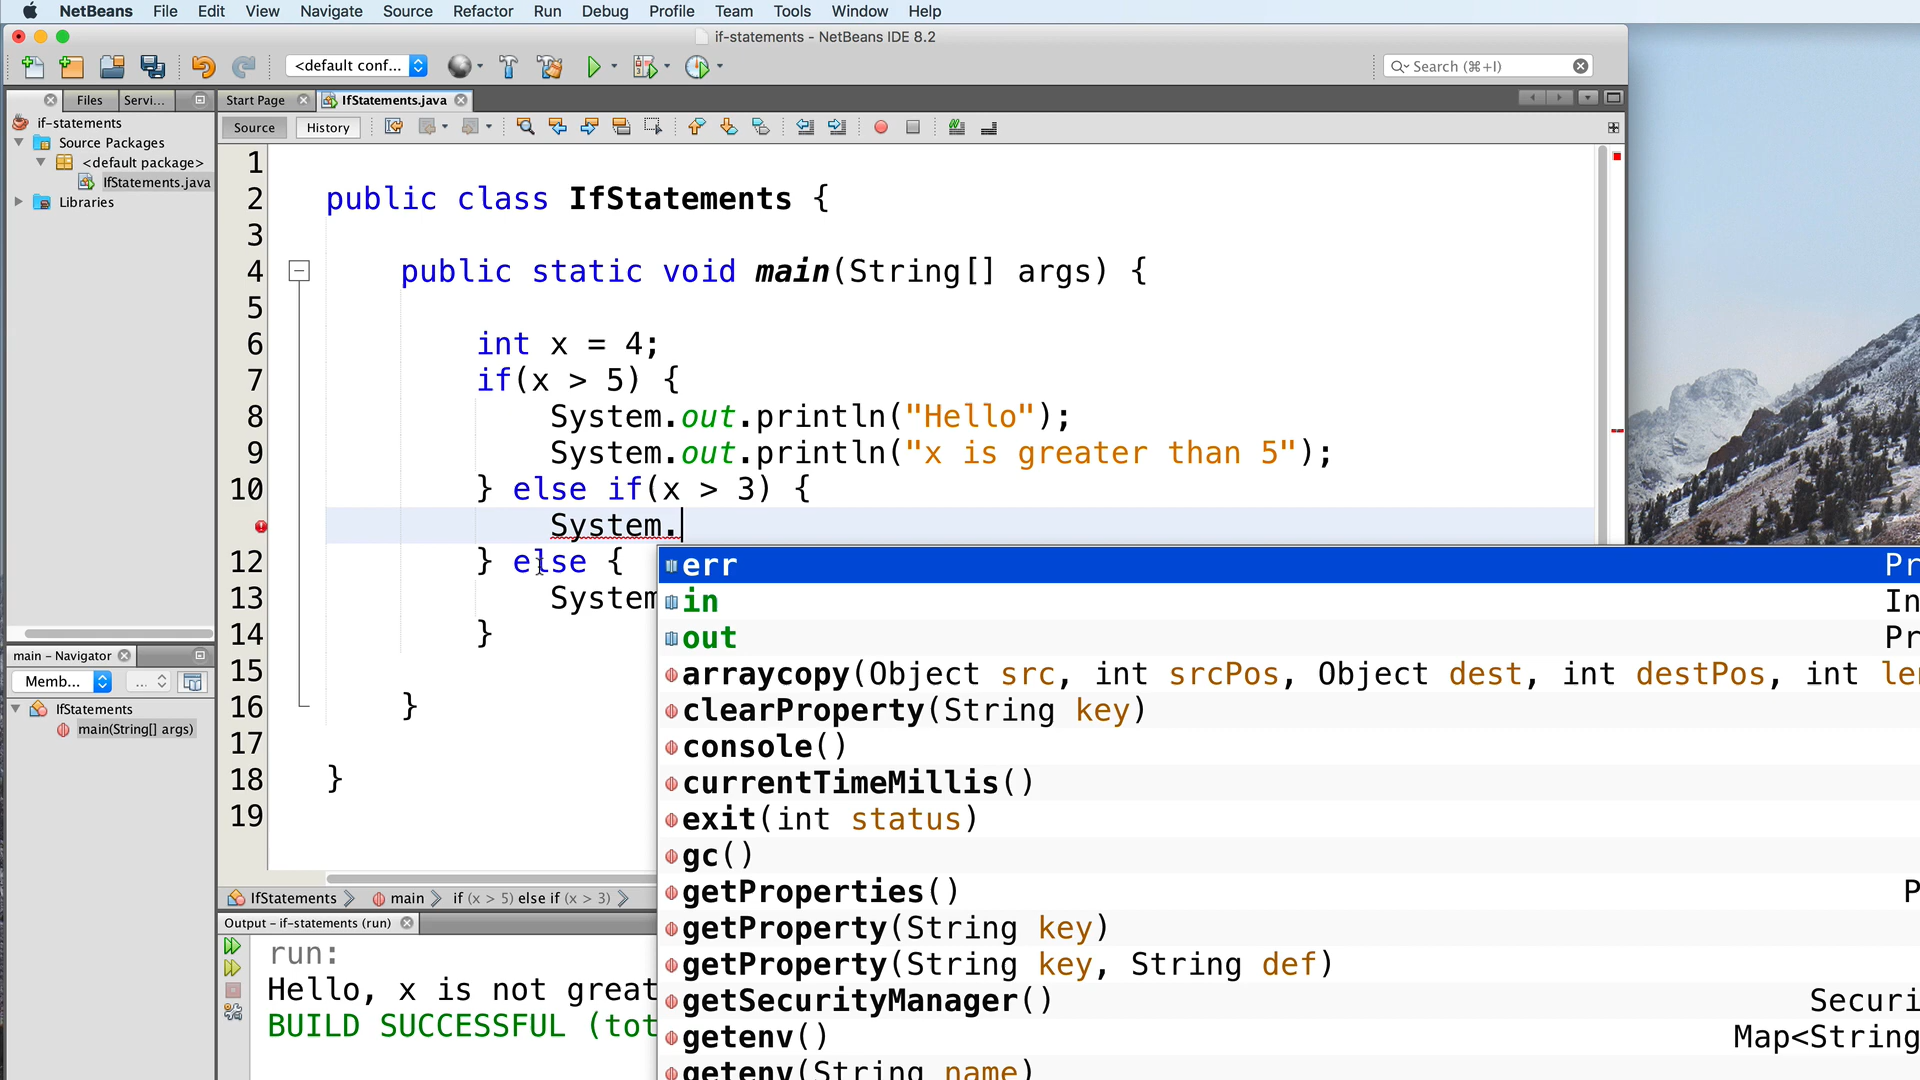 NetBeans File Edit View Navigate Source Refactor Run Debug Profile Team Tools Window Help
if-statements - NetBeans IDE 8.2
<default conf...
Search (⌘+I)
Files Servi...
Start Page IfStatements.java
if-statements
Source Packages
<default package>
IfStatements.java
Libraries
Source History
1
2 public class IfStatements {
3
4 public static void main(String[] args) {
5
6 int x = 4;
7 if(x > 5) {
8 System.out.println("Hello");
9 System.out.println("x is greater than 5");
10 } else if(x > 3) {
System.
12 } else {
13 System
14 }
15
16 }
17
18 }
19
err Pr
in In
out Pr
arraycopy(Object src, int srcPos, Object dest, int destPos, int len
clearProperty(String key)
console()
currentTimeMillis()
exit(int status)
gc()
getProperties() P
getProperty(String key)
getProperty(String key, String def)
getSecurityManager() Securi
getenv() Map<String
getenv(String name)
main - Navigator
Memb... ...
IfStatements
main(String[] args)
IfStatements main if (x > 5) else if (x > 3)
Output - if-statements (run)
run:
Hello, x is not great
BUILD SUCCESSFUL (tot